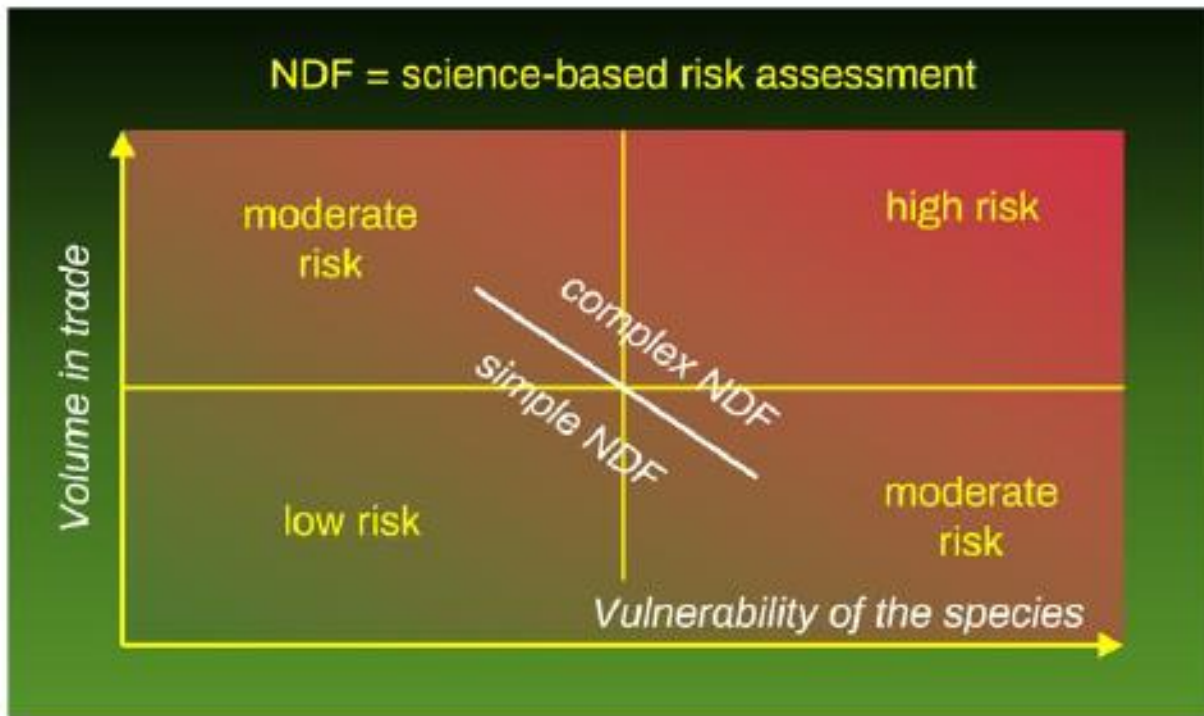 NDF = science-based risk assessment
moderate
risk
high risk
complex NDF
simple NDF
Volume in trade
low risk
moderate
risk
Vulnerability of the species